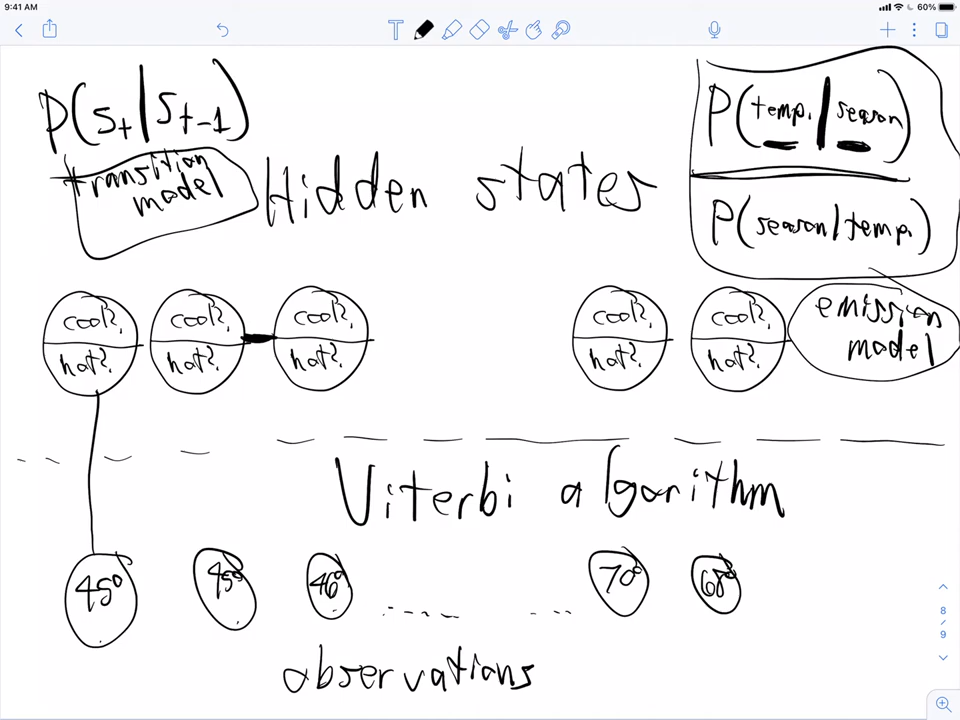 9:41 AM
60%
T
P(St|St-1)
transition
model
Hidden states
P(temp.|season)
P(season|temp.)
emission
model
cool?
hot?
cool?
hot?
cool?
hot?
cool?
hot?
cool?
hot?
Viterbi algorithm
45°
45°
46°
70°
68°
observations
8
/
9